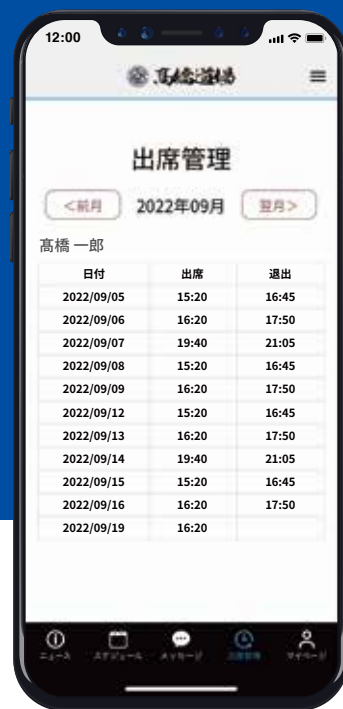 12:00
髙橋道場
出席管理
<前月 2022年09月 翌月>
髙橋 一郎
日付 出席 退出
2022/09/05 15:20 16:45
2022/09/06 16:20 17:50
2022/09/07 19:40 21:05
2022/09/08 15:20 16:45
2022/09/09 16:20 17:50
2022/09/12 15:20 16:45
2022/09/13 16:20 17:50
2022/09/14 19:40 21:05
2022/09/15 15:20 16:45
2022/09/16 16:20 17:50
2022/09/19 16:20
ニュース スケジュール メッセージ 出席管理 マイページ